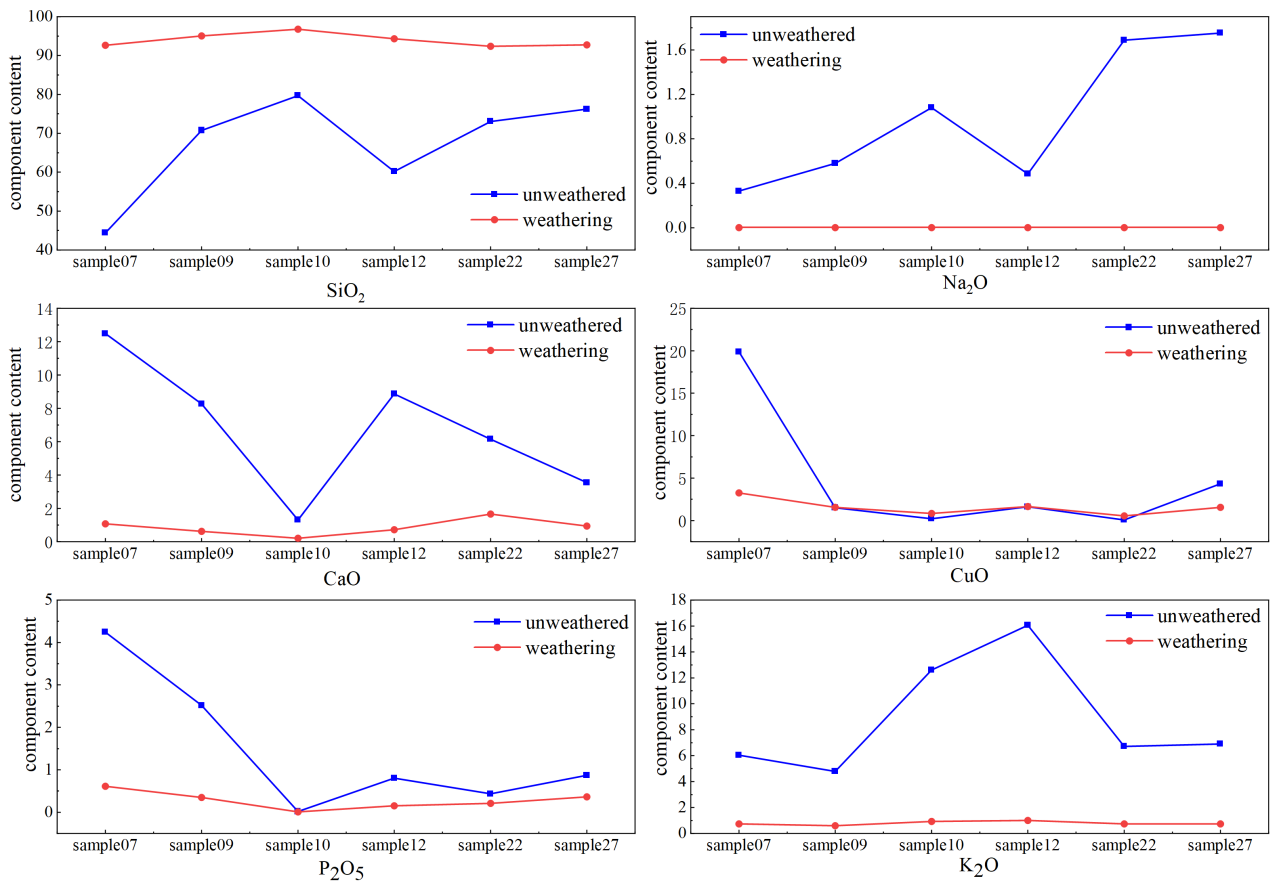 component content
100
90
80
70
60
50
40
unweathered
weathering
sample07 sample09 sample10 sample12 sample22 sample27
SiO₂
component content
1.6
1.2
0.8
0.4
0.0
unweathered
weathering
sample07 sample09 sample10 sample12 sample22 sample27
Na₂O
component content
14
12
10
8
6
4
2
0
unweathered
weathering
sample07 sample09 sample10 sample12 sample22 sample27
CaO
component content
25
20
15
10
5
0
unweathered
weathering
sample07 sample09 sample10 sample12 sample22 sample27
CuO
component content
5
4
3
2
1
0
unweathered
weathering
sample07 sample09 sample10 sample12 sample22 sample27
P₂O₅
component content
18
16
14
12
10
8
6
4
2
0
unweathered
weathering
sample07 sample09 sample10 sample12 sample22 sample27
K₂O